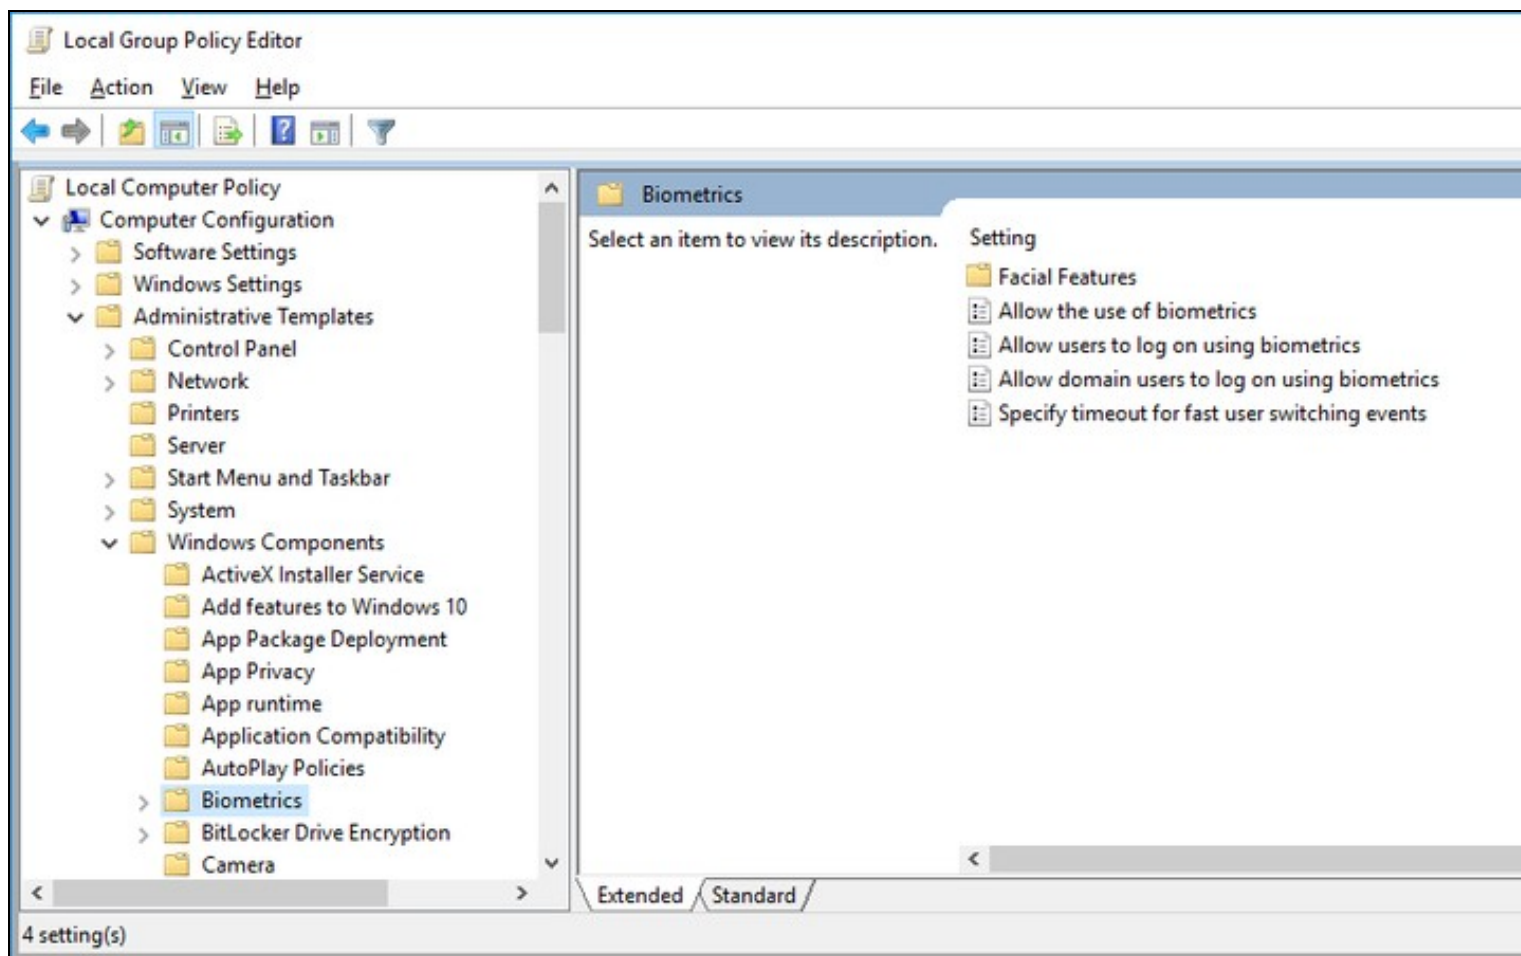 Local Group Policy Editor
File Action View Help
Local Computer Policy
Computer Configuration
Software Settings
Windows Settings
Administrative Templates
Control Panel
Network
Printers
Server
Start Menu and Taskbar
System
Windows Components
ActiveX Installer Service
Add features to Windows 10
App Package Deployment
App Privacy
App runtime
Application Compatibility
AutoPlay Policies
Biometrics
BitLocker Drive Encryption
Camera
Biometrics
Select an item to view its description.
Setting
Facial Features
Allow the use of biometrics
Allow users to log on using biometrics
Allow domain users to log on using biometrics
Specify timeout for fast user switching events
Extended Standard
4 setting(s)